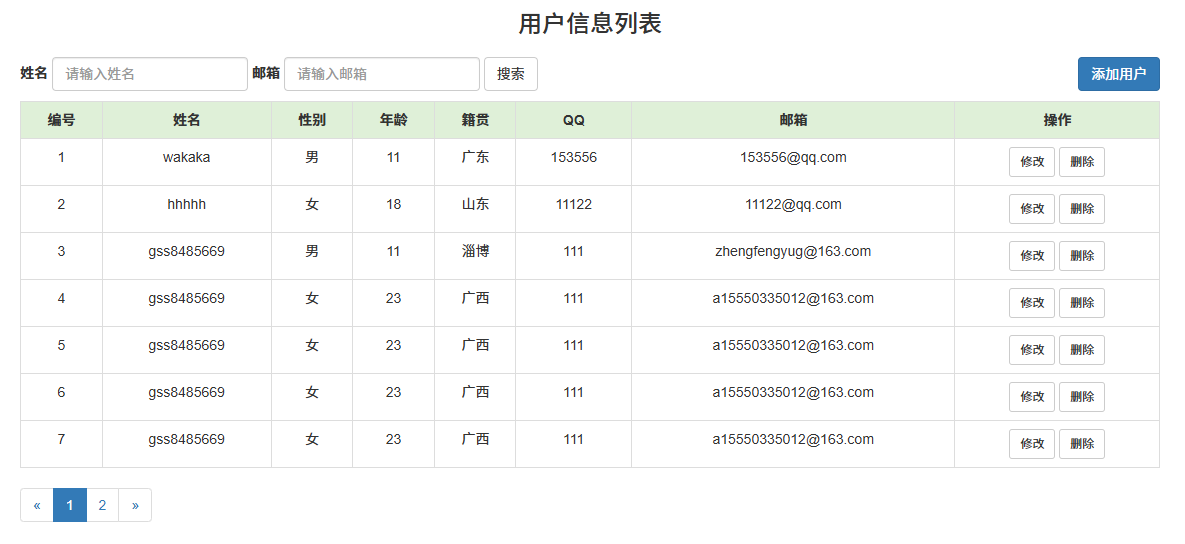 用户信息列表
姓名 请输入姓名 邮箱 请输入邮箱 搜索 添加用户
编号 姓名 性别 年龄 籍贯 QQ 邮箱 操作
1 wakaka 男 11 广东 153556 153556@qq.com 修改 删除
2 hhhhh 女 18 山东 11122 11122@qq.com 修改 删除
3 gss8485669 男 11 淄博 111 zhengfengyug@163.com 修改 删除
4 gss8485669 女 23 广西 111 a15550335012@163.com 修改 删除
5 gss8485669 女 23 广西 111 a15550335012@163.com 修改 删除
6 gss8485669 女 23 广西 111 a15550335012@163.com 修改 删除
7 gss8485669 女 23 广西 111 a15550335012@163.com 修改 删除
« 1 2 »